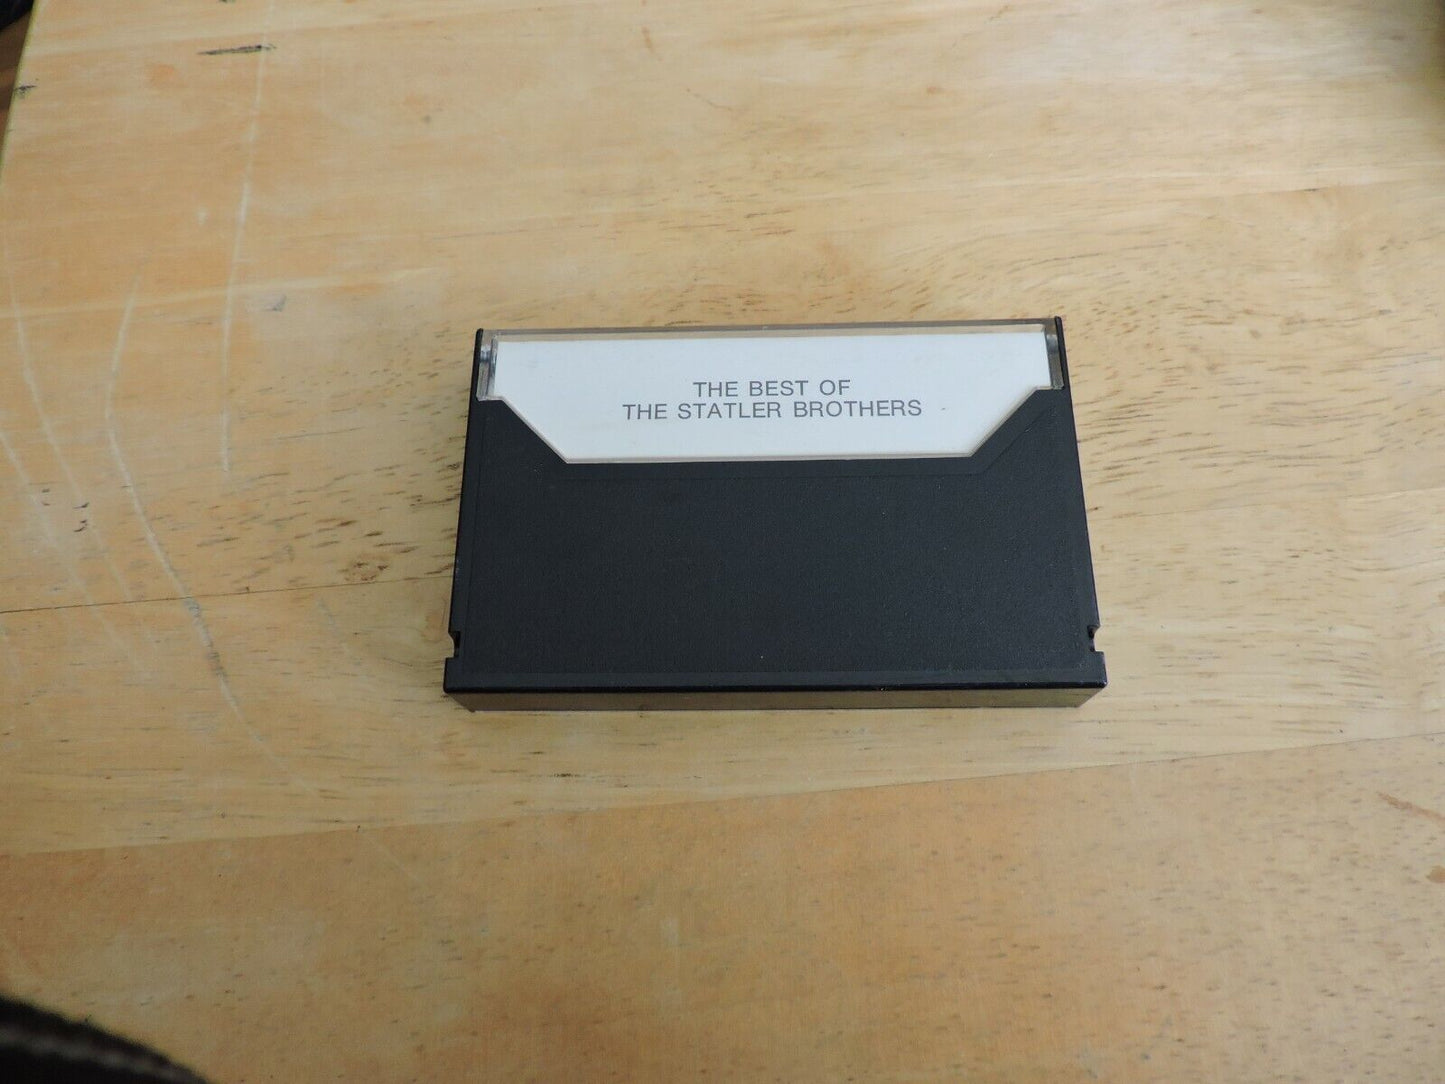 THE BEST OF
THE STATLER BROTHERS